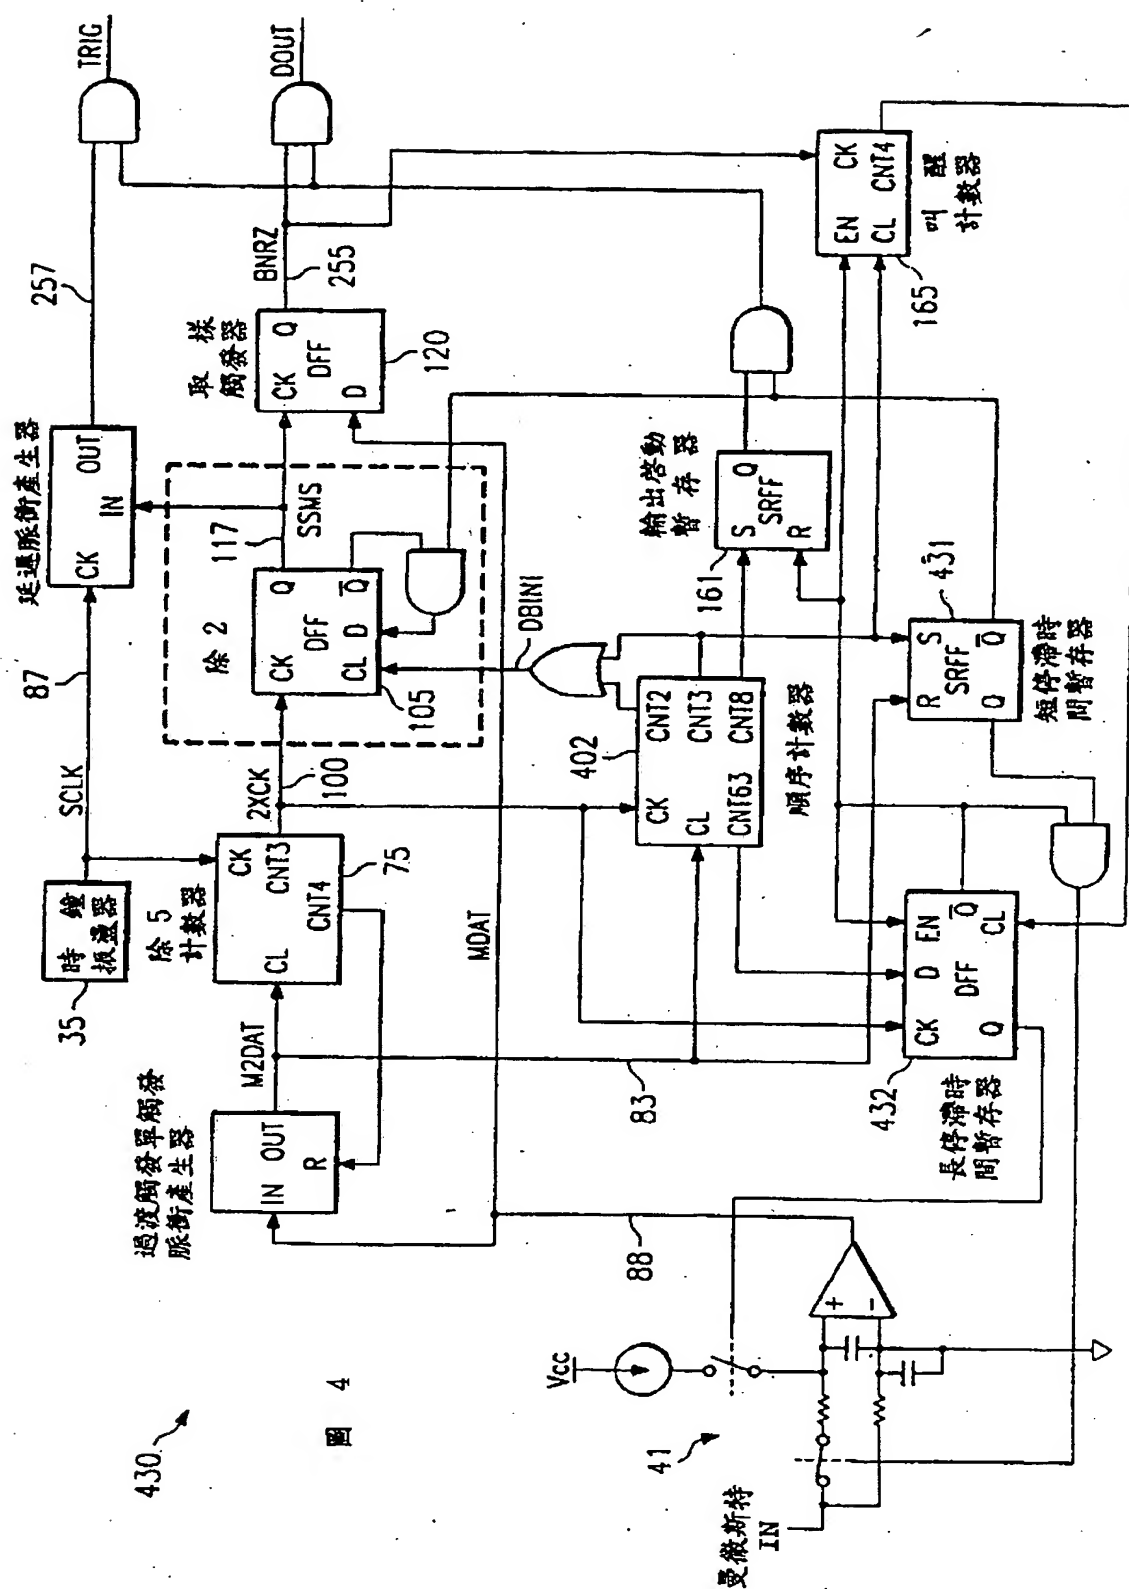 430
圖 4
過渡觸發單觸發
脈衝產生器
IN
OUT
R
M2DAT
時鐘
振盪器
35
SCLK
87
除 5
計數器
CK
CL
CNT3
CNT4
75
2XCK
100
延遲脈衝產生器
CK
OUT
IN
257
TRIG
除 2
CK
Q
DFF
Q
D
CL
105
117
SSMS
取樣
觸發器
CK
Q
DFF
D
120
BNRZ
255
DOUT
MDAT
DBINI
402
CK
CL
CNT2
CNT3
CNT8
CNT63
順序計數器
輸出啓動
暫存器
S
Q
SRFF
R
161
EN
CK
CL
CNT4
165
叫醒
計數器
R
S
SRFF
Q
Q
431
短停滯時
間暫存器
CK
D
EN
DFF
Q
Q
CL
432
長停滯時
間暫存器
83
88
Vcc
+
-
41
曼徹斯特
IN